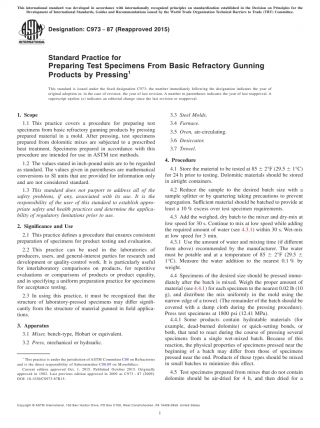 This international standard was developed in accordance with internationally recognized principles on standardization established in the Decision on Principles for the
Development of International Standards, Guides and Recommendations issued by the World Trade Organization Technical Barriers to Trade (TBT) Committee.
Designation: C973 − 87 (Reapproved 2015)
Standard Practice for
Preparing Test Specimens From Basic Refractory Gunning
Products by Pressing1
This standard is issued under the fixed designation C973; the number immediately following the designation indicates the year of
original adoption or, in the case of revision, the year of last revision. A number in parentheses indicates the year of last reapproval. A
superscript epsilon (ε) indicates an editorial change since the last revision or reapproval.
1. Scope
1.1 This practice covers a procedure for preparing test
specimens from basic refractory gunning products by pressing
prepared material in a mold. After pressing, test specimens
prepared from dolomitic mixes are subjected to a prescribed
heat treatment. Specimens prepared in accordance with this
procedure are intended for use in ASTM test methods.
1.2 The values stated in inch-pound units are to be regarded
as standard. The values given in parentheses are mathematical
conversions to SI units that are provided for information only
and are not considered standard.
1.3 This standard does not purport to address all of the
safety problems, if any, associated with its use. It is the
responsibility of the user of this standard to establish appro-
priate safety and health practices and determine the applica-
bility of regulatory limitations prior to use.
2. Significance and Use
2.1 This practice defines a procedure that ensures consistent
preparation of specimens for product testing and evaluation.
2.2 This practice can be used in the laboratories of
producers, users, and general-interest parties for research and
development or quality-control work. It is particularly useful
for interlaboratory comparisons on products, for repetitive
evaluations or comparisons of products or product equality,
and in specifying a uniform preparation practice for specimens
for acceptance testing.
2.3 In using this practice, it must be recognized that the
structure of laboratory-pressed specimens may differ signifi-
cantly from the structure of material gunned in field applica-
tions.
3. Apparatus
3.1 Mixer, bench-type, Hobart or equivalent.
3.2 Press, mechanical or hydraulic.
1 This practice is under the jurisdiction of ASTM Committee C08 on Refractories
and is the direct responsibility of Subcommittee C08.09 on Monolithics.
Current edition approved Oct. 1, 2015. Published October 2015. Originally
approved in 1982. Last previous edition approved in 2009 as C973 – 87 (2009).
DOI: 10.1520/C0973-87R15.
3.3 Steel Molds.
3.4 Furnace.
3.5 Oven, air-circulating.
3.6 Desiccator.
3.7 Trowel.
4. Procedure
4.1 Store the material to be tested at 85 ± 2°F (29.5 ± 1°C)
for 24 h prior to testing. Dolomitic materials should be stored
in airtight containers.
4.2 Reduce the sample to the desired batch size with a
sample splitter or by quartering taking precautions to prevent
segregation. Sufficient material should be batched to provide at
least a 10 % excess over test specimen requirements.
4.3 Add the weighed, dry batch to the mixer and dry-mix at
low speed for 30 s. Continue to mix at low speed while adding
the required amount of water (see 4.3.1) within 30 s. Wet-mix
at low speed for 5 min.
4.3.1 Use the amount of water and mixing time (if different
from above) recommended by the manufacturer. The water
must be potable and at a temperature of 85 ± 2°F (29.5 ±
1°C). Measure the water addition to the nearest 0.1 % by
weight.
4.4 Specimens of the desired size should be pressed imme-
diately after the batch is mixed. Weigh the proper amount of
material (see 4.4.1) for each specimen to the nearest 0.02 lb (10
g), and distribute the mix uniformly in the mold using the
narrow edge of a trowel. (The remainder of the batch should be
covered with a damp cloth during the pressing procedure).
Press test specimens at 1800 psi (12.41 MPa).
4.4.1 Some products contain hydratable materials (for
example, dead-burned dolomite) or quick-setting bonds, or
both, that tend to react during the course of pressing several
specimens from a single wet-mixed batch. Because of this
reaction, the physical properties of specimens pressed near the
beginning of a batch may differ from those of specimens
pressed near the end. Products of these types should be mixed
in small batches to minimize this effect.
4.5 Test specimens prepared from mixes that do not contain
dolomite should be air-dried for 4 h, and then dried for a
Copyright © ASTM International, 100 Barr Harbor Drive, PO Box C700, West Conshohocken, PA 19428-2959. United States
1